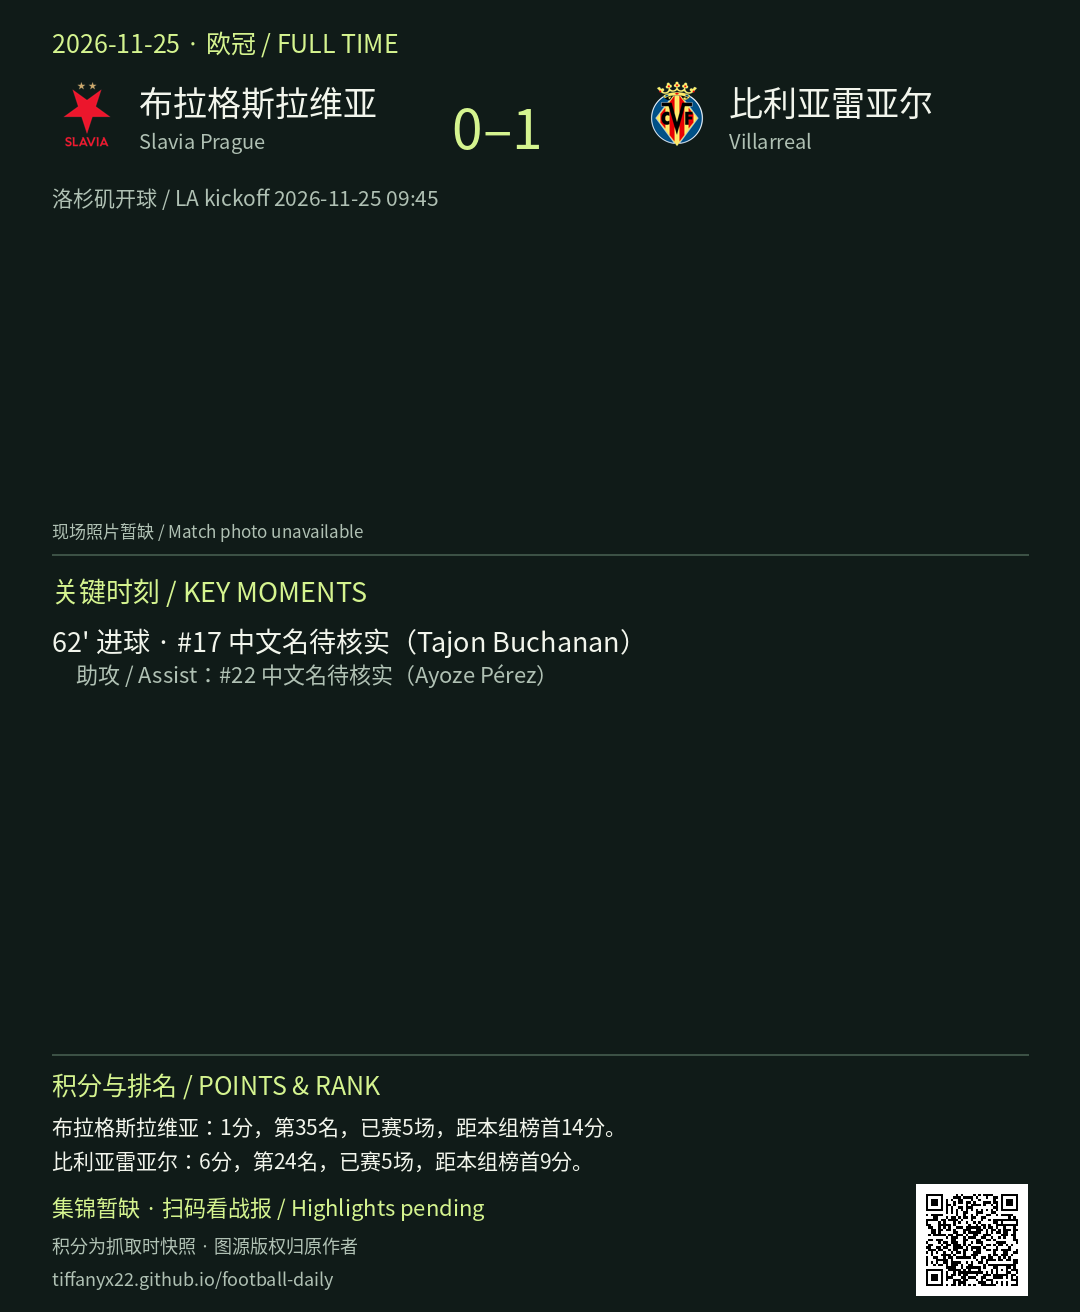 2026-11-25 · 欧冠 / FULL TIME
布拉格斯拉维亚
Slavia Prague
SLAVIA
0–1
比利亚雷亚尔
Villarreal
洛杉矶开球 / LA kickoff 2026-11-25 09:45
现场照片暂缺 / Match photo unavailable
关键时刻 / KEY MOMENTS
62' 进球 · #17 中文名待核实（Tajon Buchanan）
助攻 / Assist：#22 中文名待核实（Ayoze Pérez）
积分与排名 / POINTS & RANK
布拉格斯拉维亚：1分，第35名，已赛5场，距本组榜首14分。
比利亚雷亚尔：6分，第24名，已赛5场，距本组榜首9分。
集锦暂缺 · 扫码看战报 / Highlights pending
积分为抓取时快照 · 图源版权归原作者
tiffanyx22.github.io/football-daily